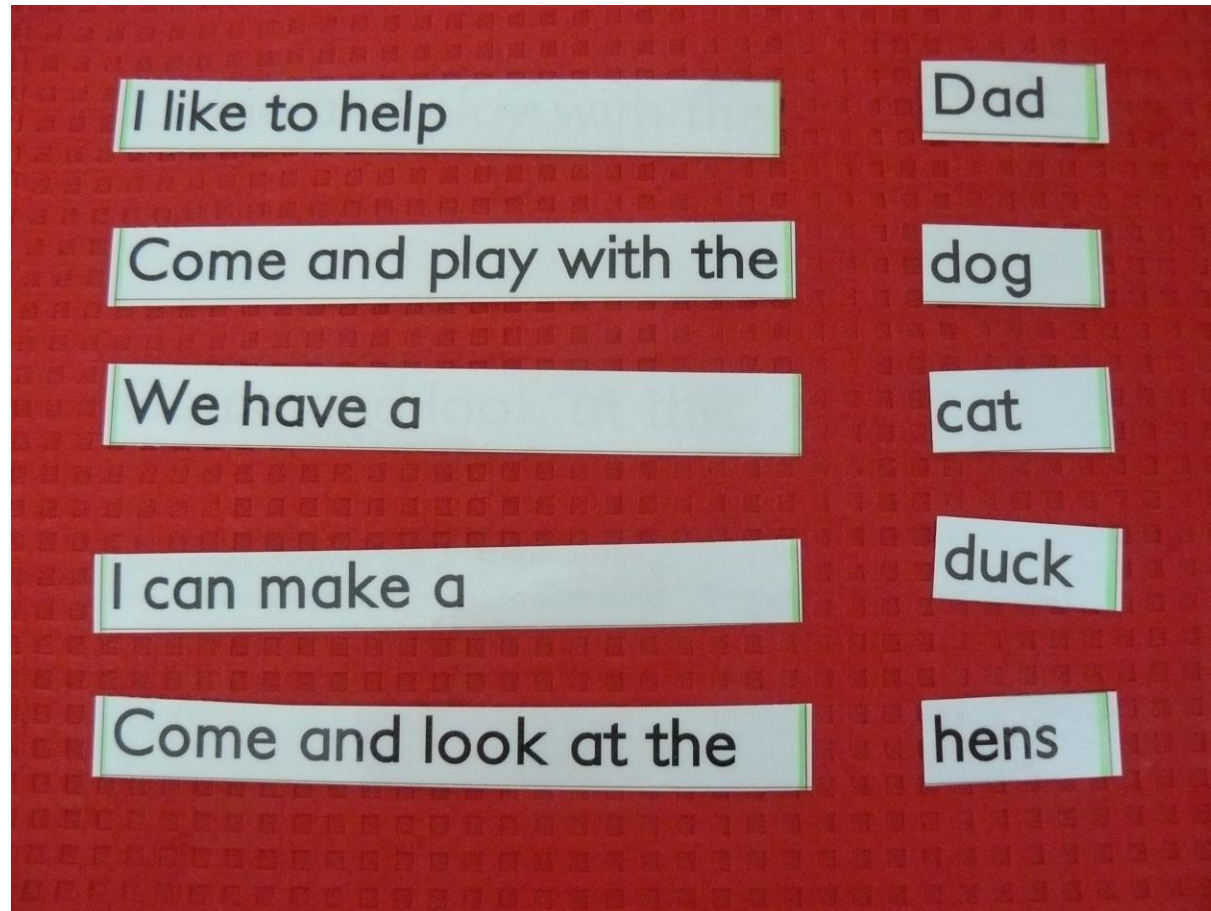 I like to help Dad
Come and play with the dog
We have a cat
I can make a duck
Come and look at the hens